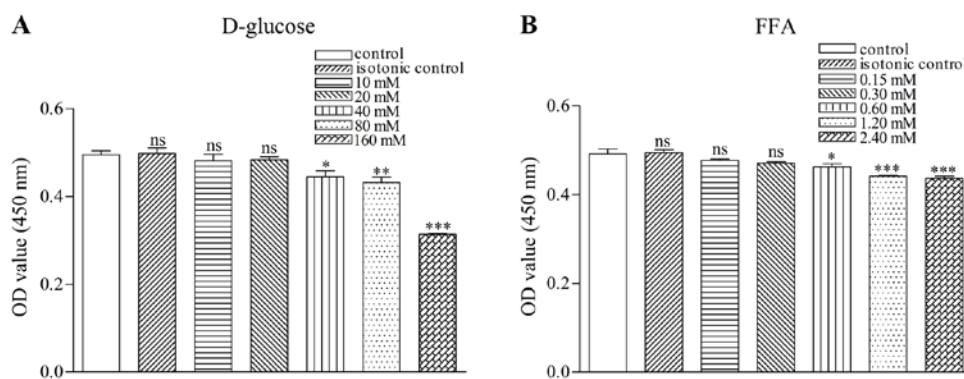 A
D-glucose
control
isotonic control
10 mM
20 mM
40 mM
80 mM
160 mM
OD value (450 nm)
0.6
0.4
0.2
0.0
ns
ns
ns
*
**
***
B
FFA
control
isotonic control
0.15 mM
0.30 mM
0.60 mM
1.20 mM
2.40 mM
OD value (450 nm)
0.6
0.4
0.2
0.0
ns
ns
ns
*
***
***